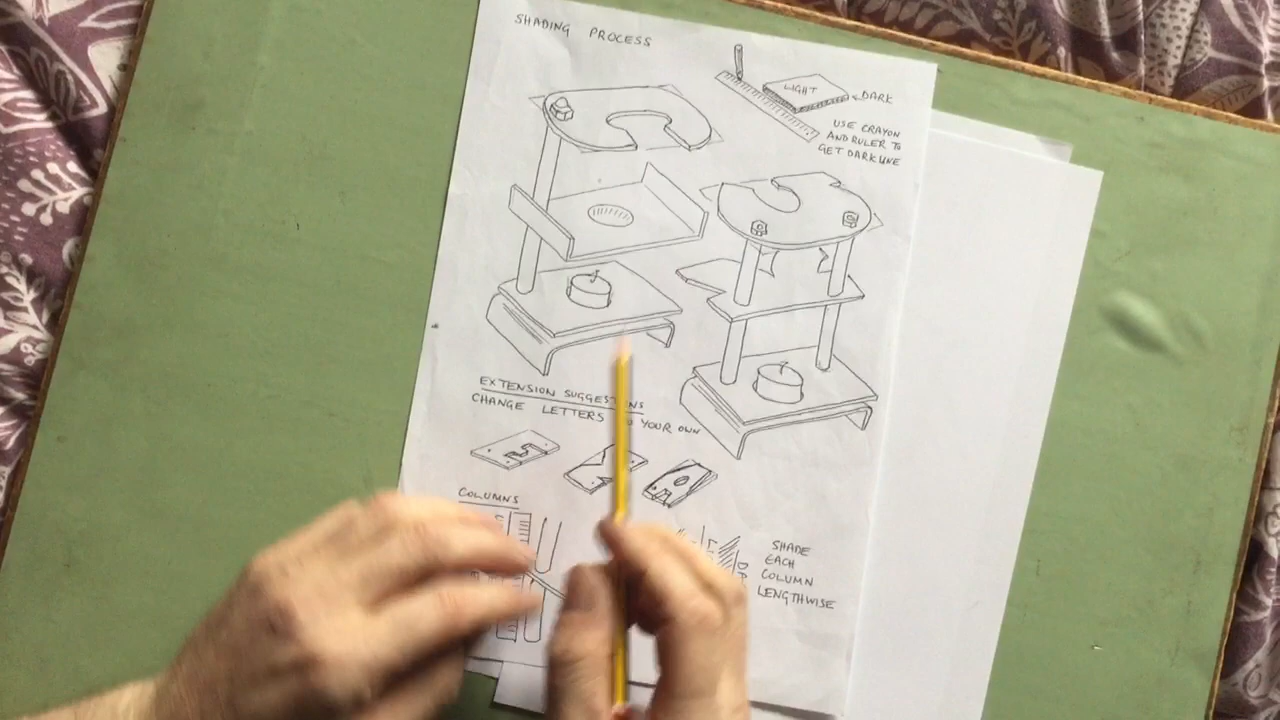 SHADING PROCESS
LIGHT
DARK
USE CRAYON
AND RULER TO
GET DARK LINE
EXTENSION
CHANGE LETTERS YOUR OWN
COLUMNS
SHADE
EACH
COLUMN
LENGTHWISE